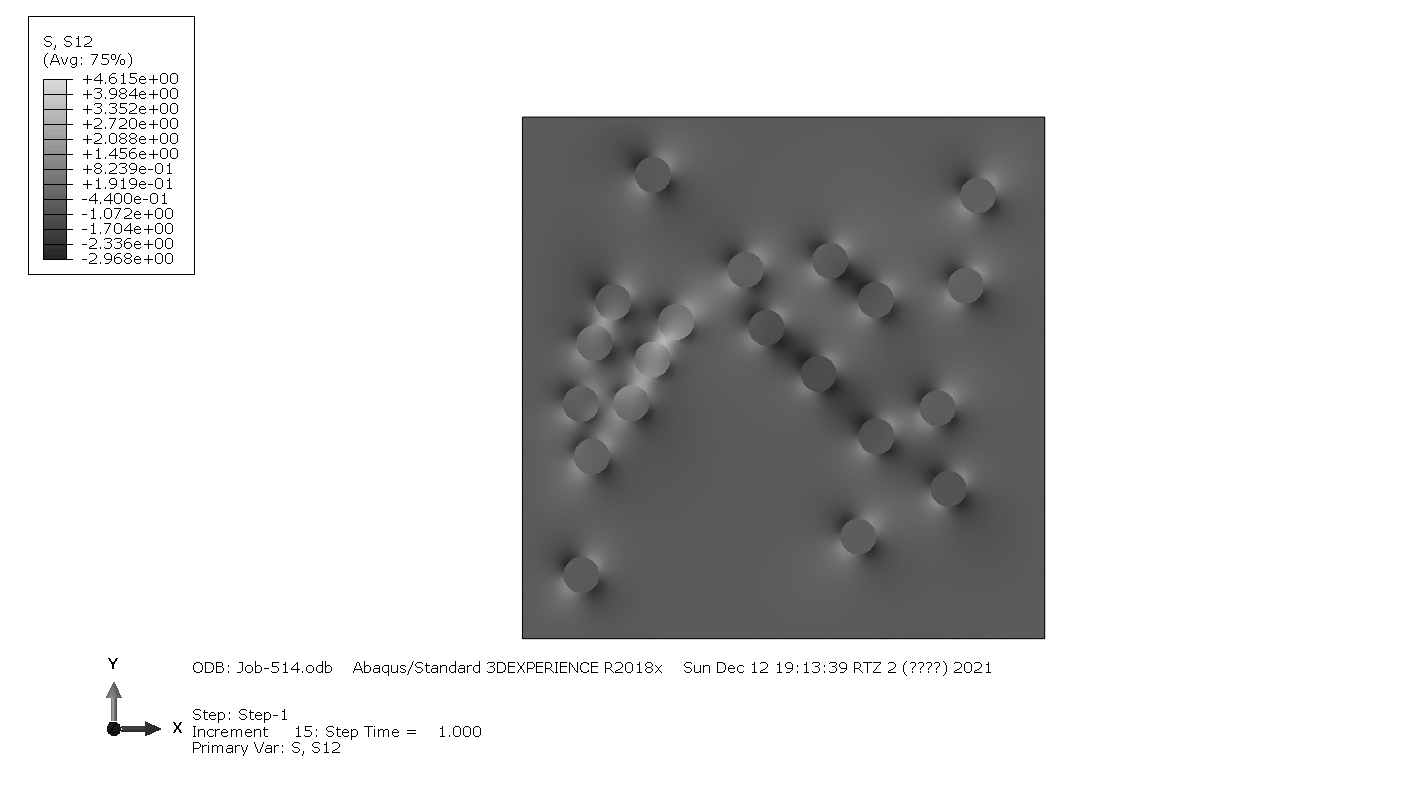 S, S12
(Avg: 75%)
+4.615e+00
+3.984e+00
+3.352e+00
+2.720e+00
+2.088e+00
+1.456e+00
+8.239e-01
+1.919e-01
-4.400e-01
-1.072e+00
-1.704e+00
-2.336e+00
-2.968e+00
Y
X
ODB: Job-514.odb Abaqus/Standard 3DEXPERIENCE R2018x Sun Dec 12 19:13:39 RTZ 2 (????) 2021
Step: Step-1
Increment 15: Step Time = 1.000
Primary Var: S, S12